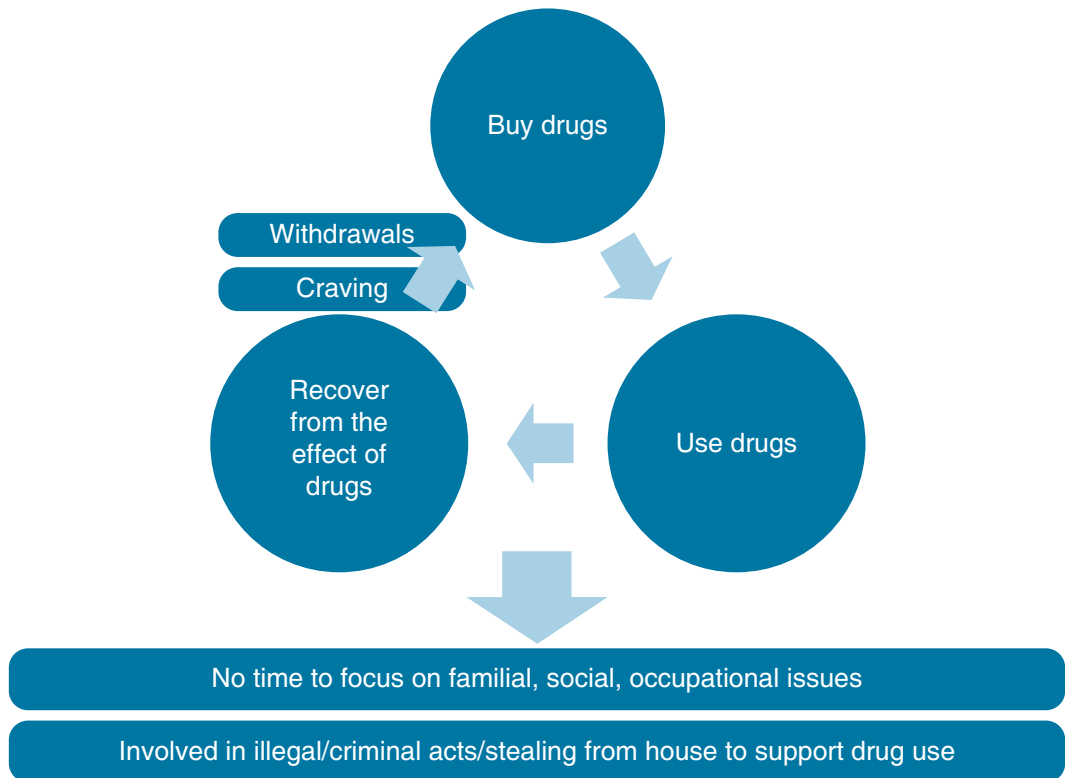 Buy drugs
Withdrawals
Craving
Recover
from the
effect of
drugs
Use drugs
No time to focus on familial, social, occupational issues
Involved in illegal/criminal acts/stealing from house to support drug use